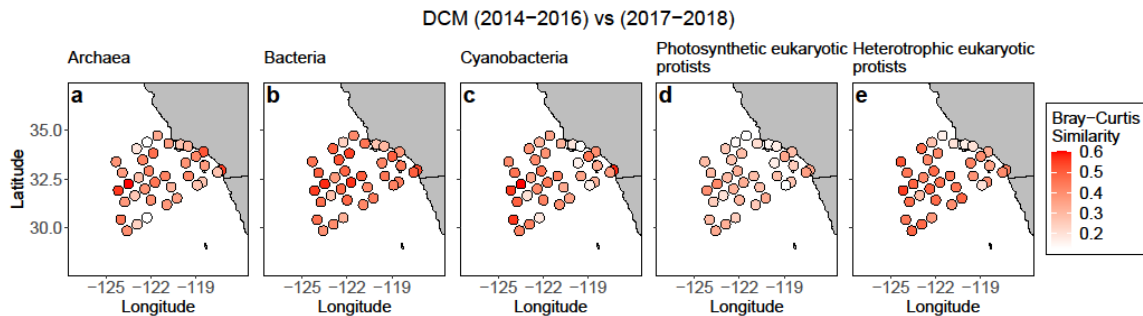 DCM (2014−2016) vs (2017−2018)
Archaea
Bacteria
Cyanobacteria
Photosynthetic eukaryotic
protists
Heterotrophic eukaryotic
protists
a
b
c
d
e
35.0
32.5
30.0
Latitude
−125 −122 −119
−125 −122 −119
−125 −122 −119
−125 −122 −119
−125 −122 −119
Longitude
Longitude
Longitude
Longitude
Longitude
Bray−Curtis
Similarity
0.6
0.5
0.4
0.3
0.2